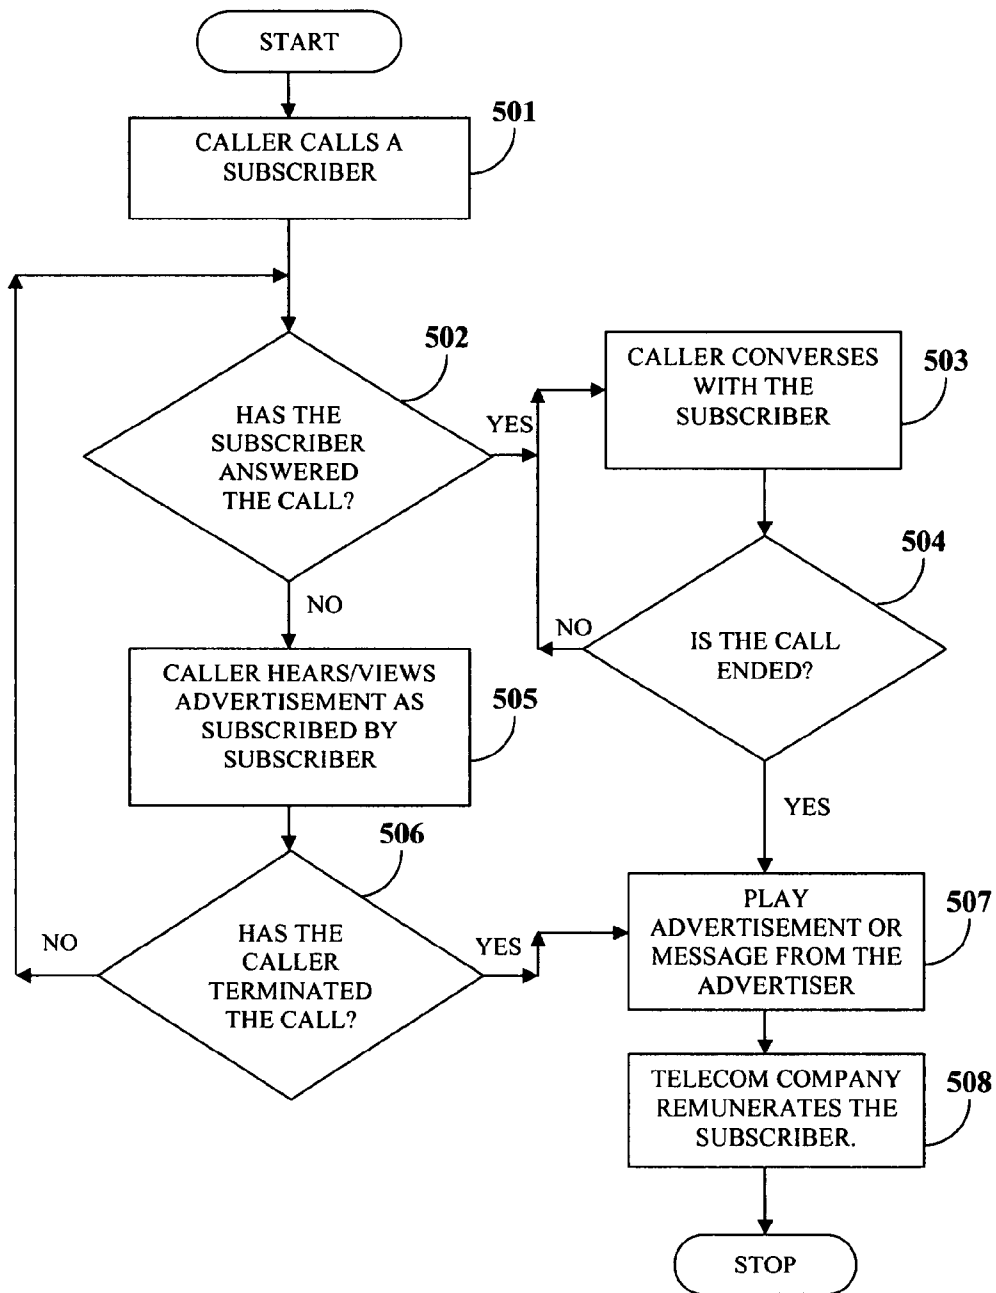 START
501
CALLER CALLS A
SUBSCRIBER
502
HAS THE
SUBSCRIBER
ANSWERED
THE CALL?
YES
503
CALLER CONVERSES
WITH THE
SUBSCRIBER
504
IS THE CALL
ENDED?
NO
YES
NO
505
CALLER HEARS/VIEWS
ADVERTISEMENT AS
SUBSCRIBED BY
SUBSCRIBER
506
HAS THE
CALLER
TERMINATED
THE CALL?
NO
YES
507
PLAY
ADVERTISEMENT OR
MESSAGE FROM THE
ADVERTISER
508
TELECOM COMPANY
REMUNERATES THE
SUBSCRIBER.
STOP